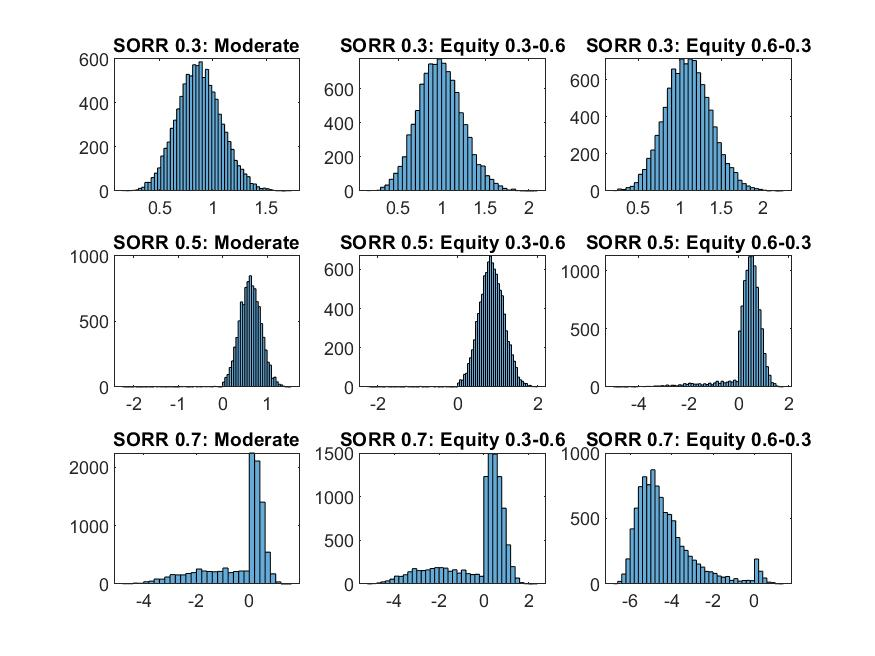 SORR 0.3: Moderate
600
400
200
0
0.5 1 1.5
SORR 0.3: Equity 0.3-0.6
600
400
200
0
0.5 1 1.5 2
SORR 0.3: Equity 0.6-0.3
600
400
200
0
0.5 1 1.5 2
SORR 0.5: Moderate
1000
500
0
-2 -1 0 1
SORR 0.5: Equity 0.3-0.6
600
400
200
0
-2 0 2
SORR 0.5: Equity 0.6-0.3
1000
500
0
-4 -2 0 2
SORR 0.7: Moderate
2000
1000
0
-4 -2 0
SORR 0.7: Equity 0.3-0.6
1500
1000
500
0
-4 -2 0 2
SORR 0.7: Equity 0.6-0.3
1000
500
0
-6 -4 -2 0